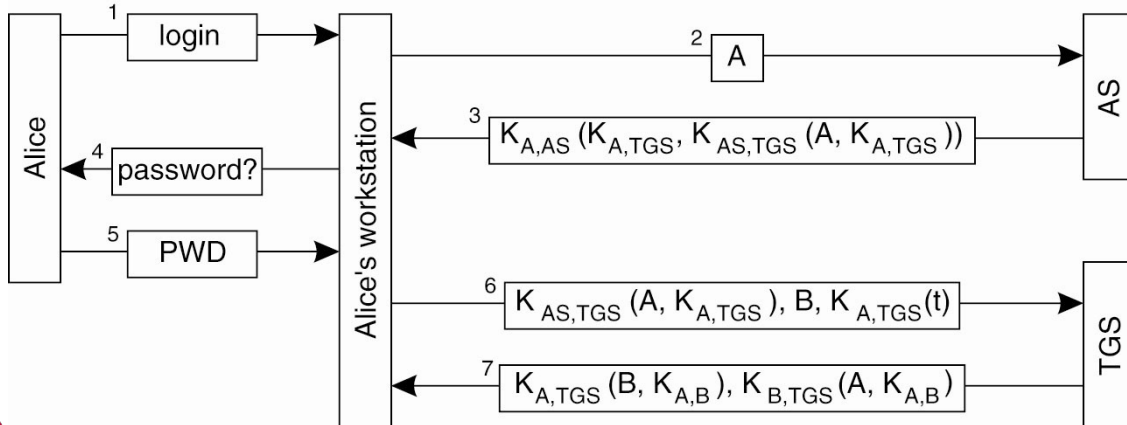 Alice
1
login
4
password?
5
PWD
Alice's workstation
2
A
3
K_A,AS (K_A,TGS, K_AS,TGS (A, K_A,TGS ))
6
K_AS,TGS (A, K_A,TGS), B, K_A,TGS(t)
7
K_A,TGS (B, K_A,B), K_B,TGS(A, K_A,B)
AS
TGS